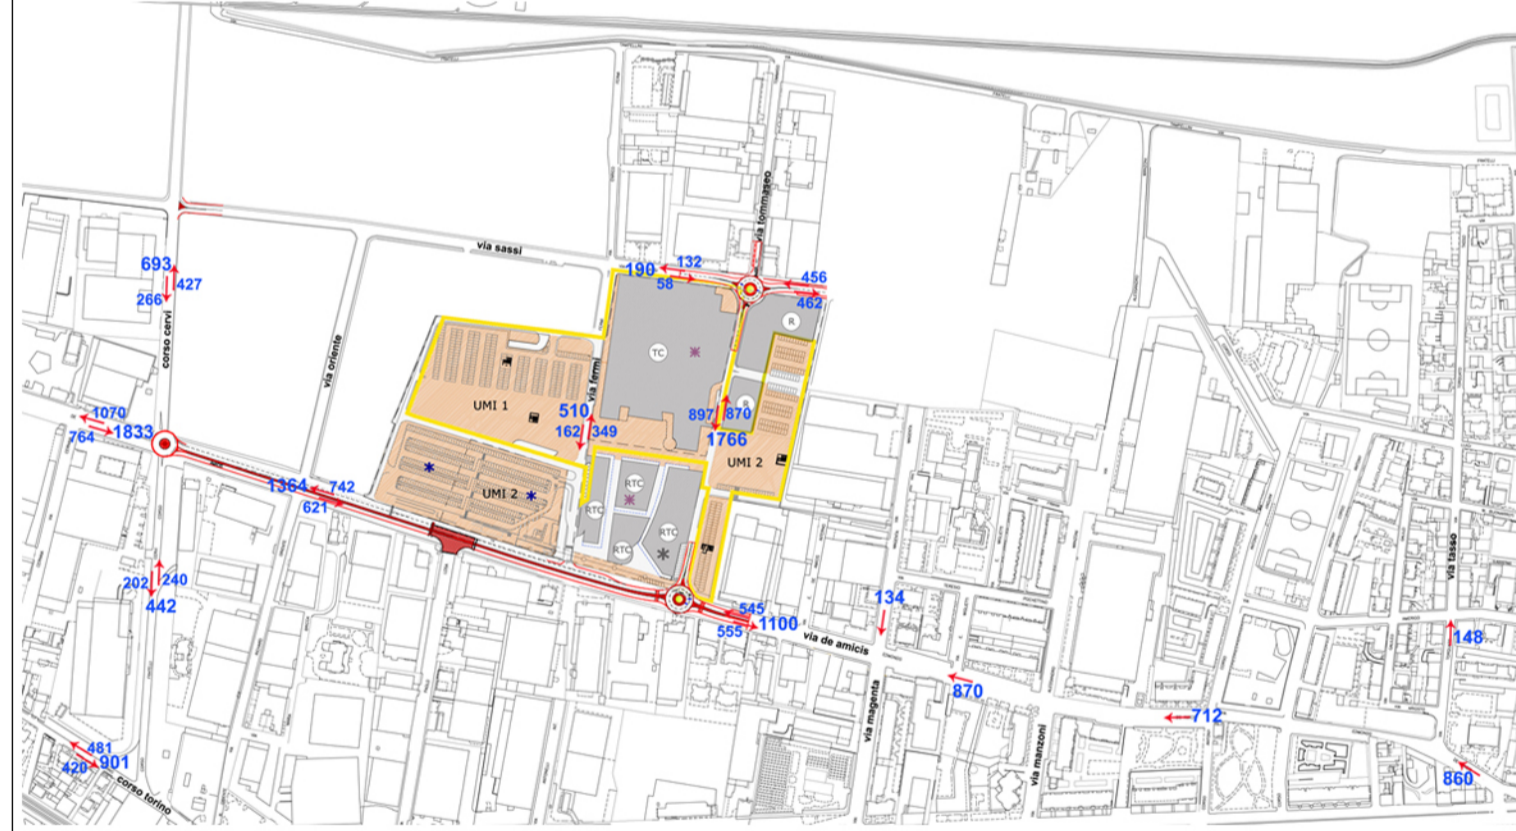 via tommaseo
via sassi
190
132
58
456
462
693
427
266
corso cervi
via oriente
R
TC
via fermi
UMI 1
510
162
349
R
897
870
1766
UMI 2
1070
764
1833
RTC
UMI 2
RTC
RTC
RTC
1364
742
621
202
240
442
545
1100
555
via de amicis
134
via tasso
148
870
712
via magenta
via manzoni
860
481
901
420
corso torino